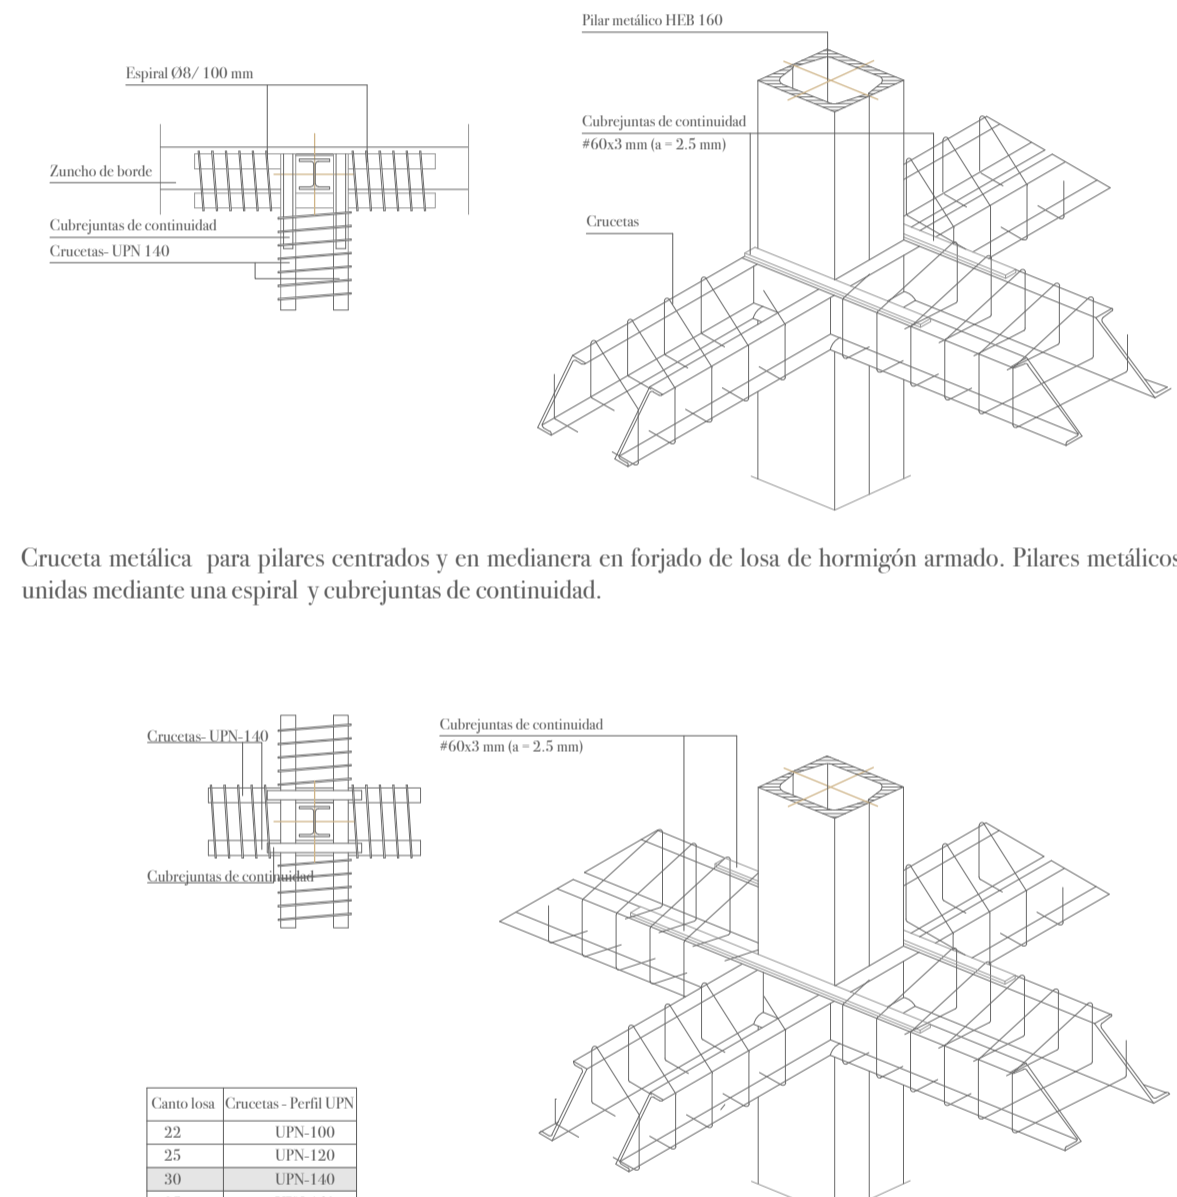 Pilar metálico HEB 160
Espiral Ø8/ 100 mm
Cubrejuntas de continuidad
#60x3 mm (a = 2.5 mm)
Zuncho de borde
Cubrejuntas de continuidad
Crucetas- UPN 140
Crucetas
Cruceta metálica para pilares centrados y en medianera en forjado de losa de hormigón armado. Pilares metálicos
unidas mediante una espiral y cubrejuntas de continuidad.
Crucetas- UPN-140
Cubrejuntas de continuidad
#60x3 mm (a = 2.5 mm)
Cubrejuntas de continuidad
Canto losa Crucetas - Perfil UPN
22 UPN-100
25 UPN-120
30 UPN-140